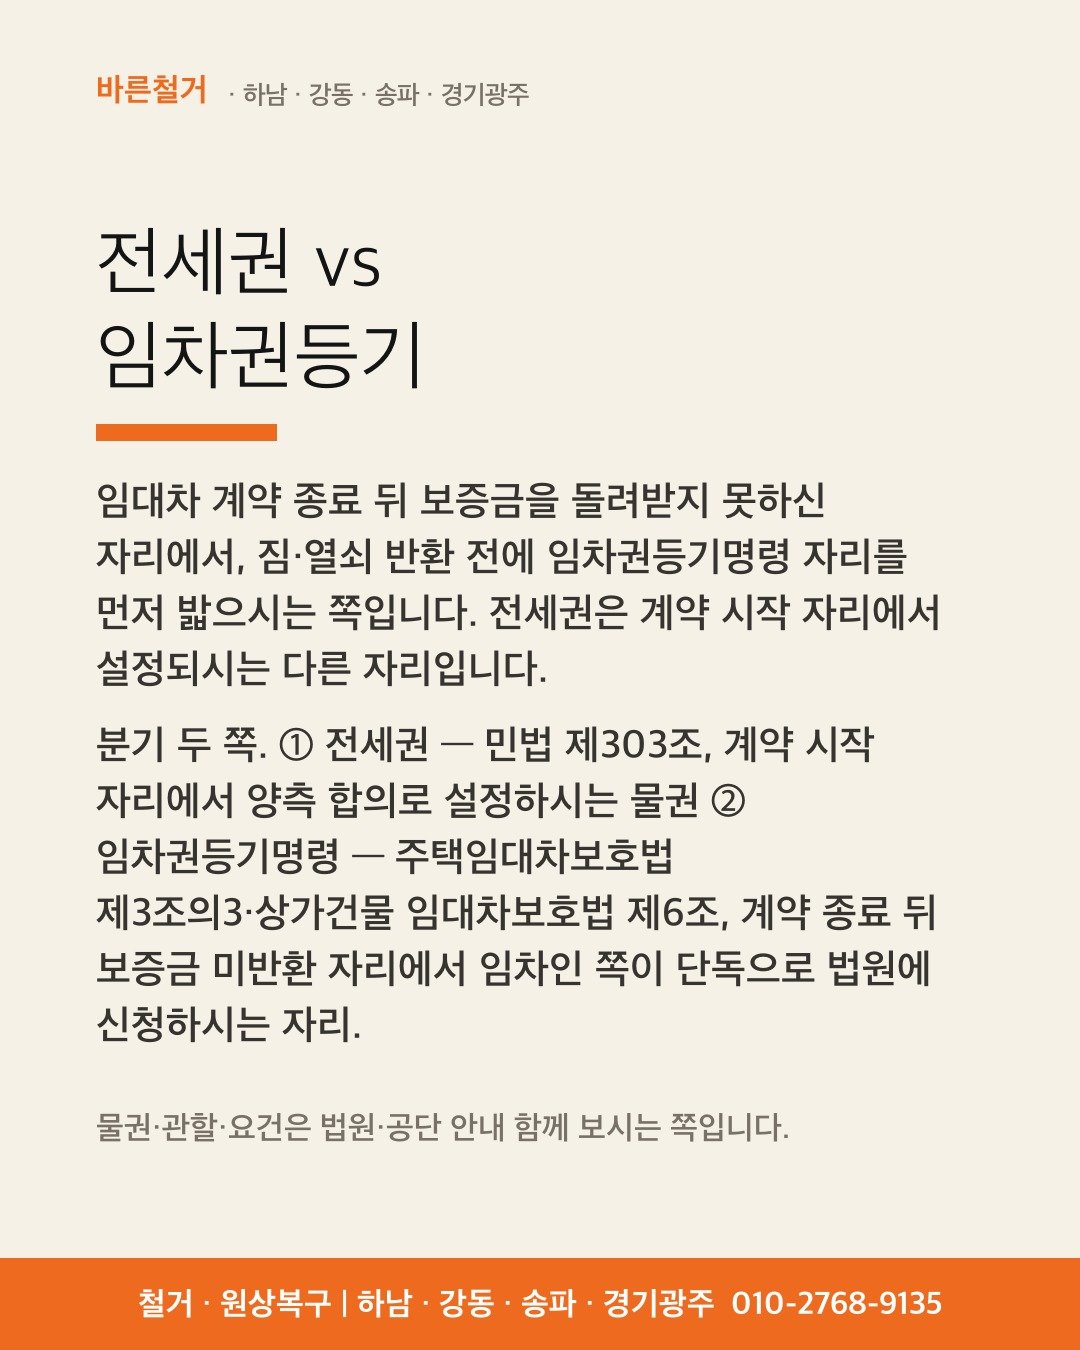 바른철거 · 하남 · 강동 · 송파 · 경기광주
전세권 vs
임차권등기
임대차 계약 종료 뒤 보증금을 돌려받지 못하신
자리에서, 짐·열쇠 반환 전에 임차권등기명령 자리를
먼저 밟으시는 쪽입니다. 전세권은 계약 시작 자리에서
설정되시는 다른 자리입니다.
분기 두 쪽. ① 전세권 — 민법 제303조, 계약 시작
자리에서 양측 합의로 설정하시는 물권 ②
임차권등기명령 — 주택임대차보호법
제3조의3·상가건물 임대차보호법 제6조, 계약 종료 뒤
보증금 미반환 자리에서 임차인 쪽이 단독으로 법원에
신청하시는 자리.
물권·관할·요건은 법원·공단 안내 함께 보시는 쪽입니다.
철거 · 원상복구 | 하남 · 강동 · 송파 · 경기광주 010-2768-9135